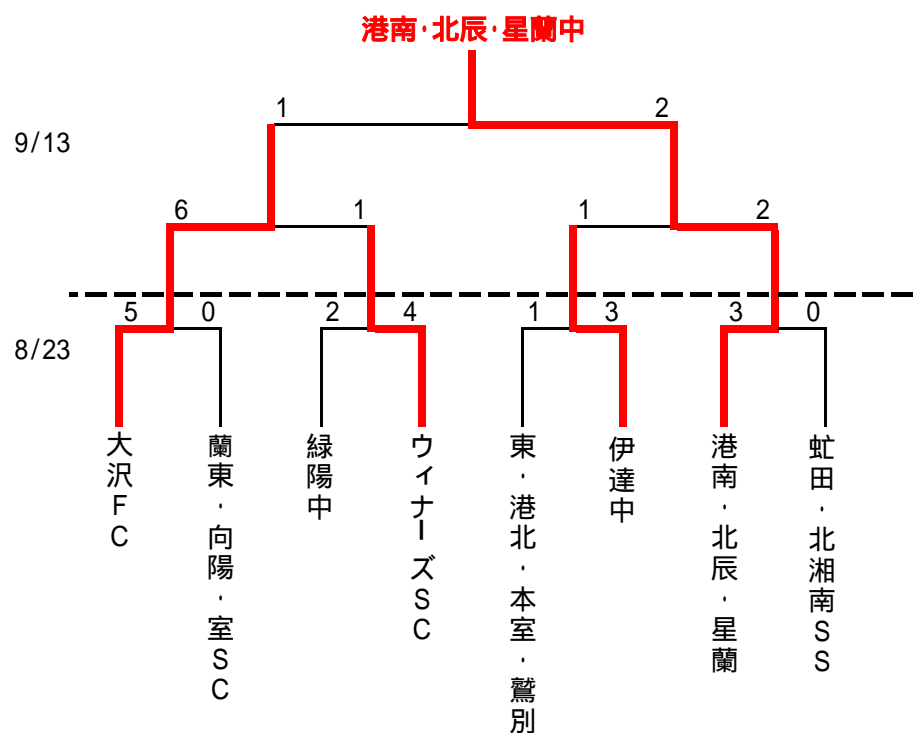 港南・北辰・星蘭中
1 2
9/13
6 1 1 2
5 0 2 4 1 3 3 0
8/23
大沢FC
蘭東・向陽・室SC
緑陽中
ウィナーズSC
東・港北・本室・鷲別
伊達中
港南・北辰・星蘭
虻田・北湘南SS